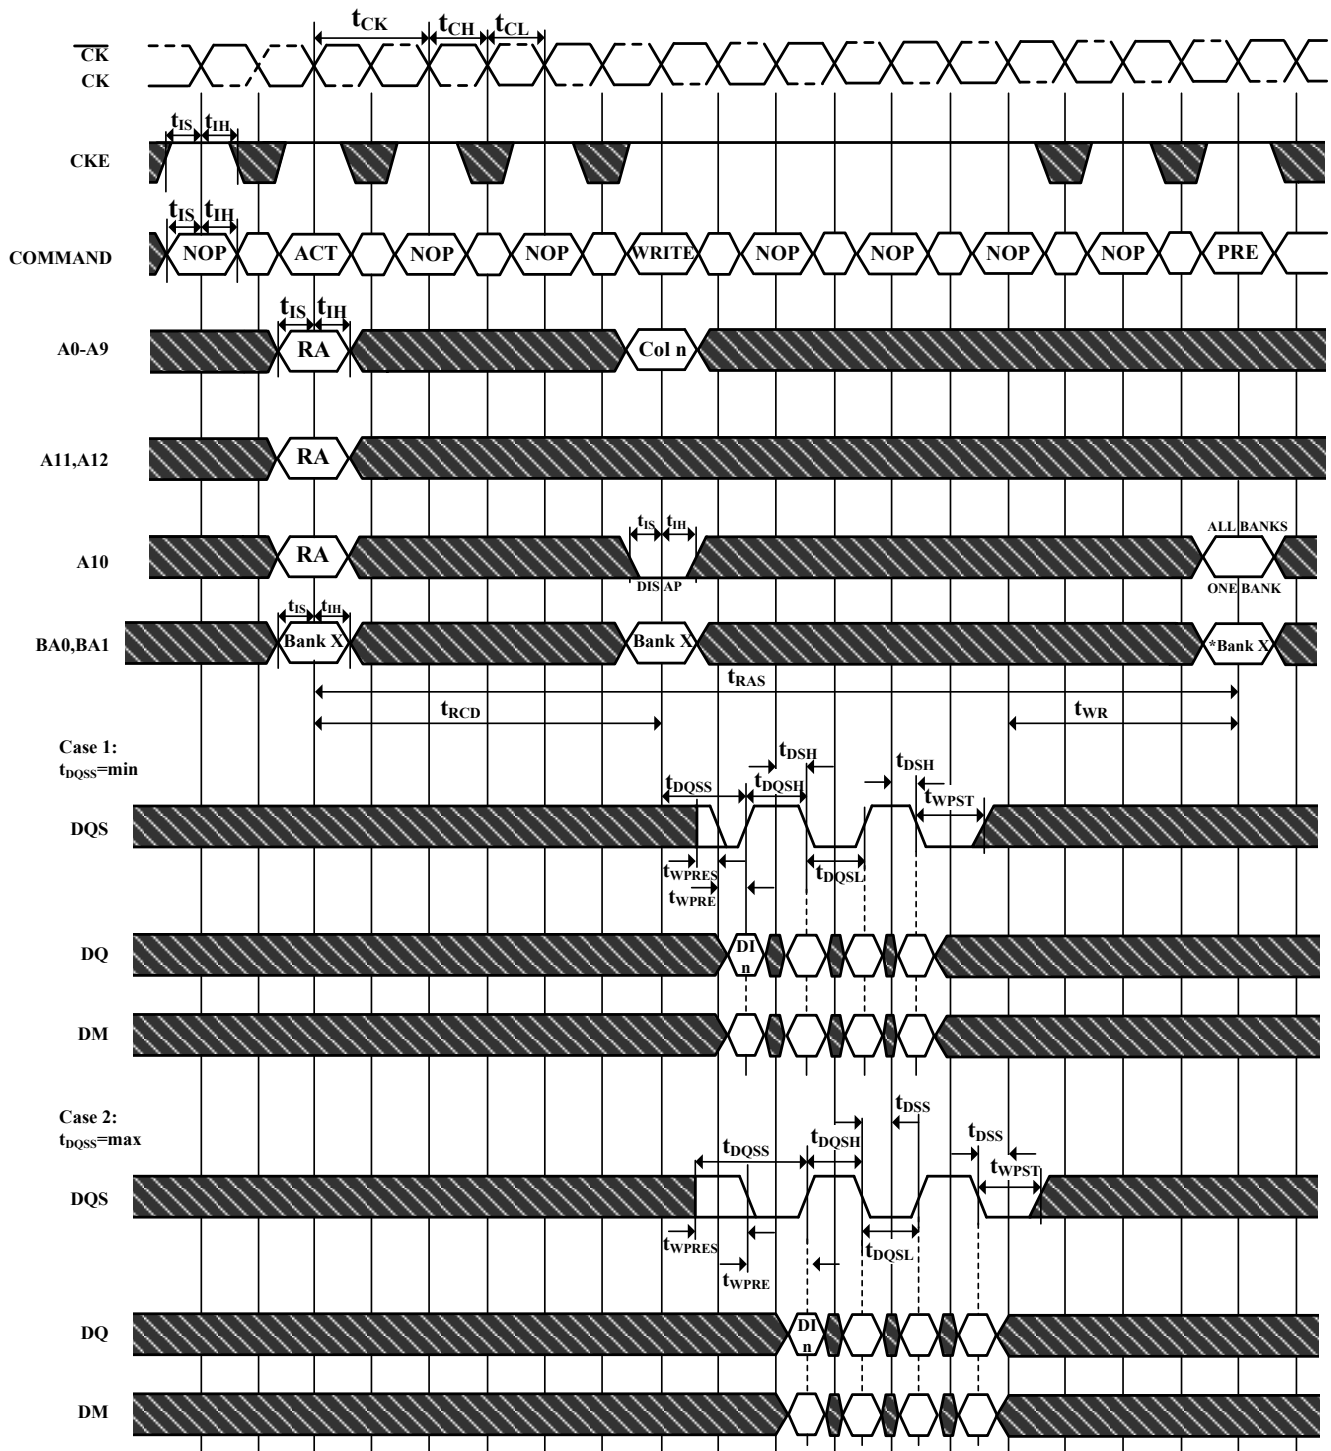 tCK tCH tCL
CK
CK
tIS tIH
CKE
tIS tIH
COMMAND NOP ACT NOP NOP WRITE NOP NOP NOP NOP PRE
tIS tIH
A0-A9 RA Col n
A11,A12 RA
tIS tIH ALL BANKS
A10 RA
DIS AP ONE BANK
tIS tIH
BA0,BA1 Bank X Bank X *Bank X
tRAS
tRCD tWR
Case 1:
tDQSS=min
tDSH tDSH
tDQSS tDQSH tWPST
DQS
tWPRES tDQSL
tWPRE
DQ DI
n
DM
Case 2:
tDQSS=max
tDSS
tDQSS tDQSH tDSS
tWPST
DQS
tWPRES tDQSL
tWPRE
DQ DI
n
DM